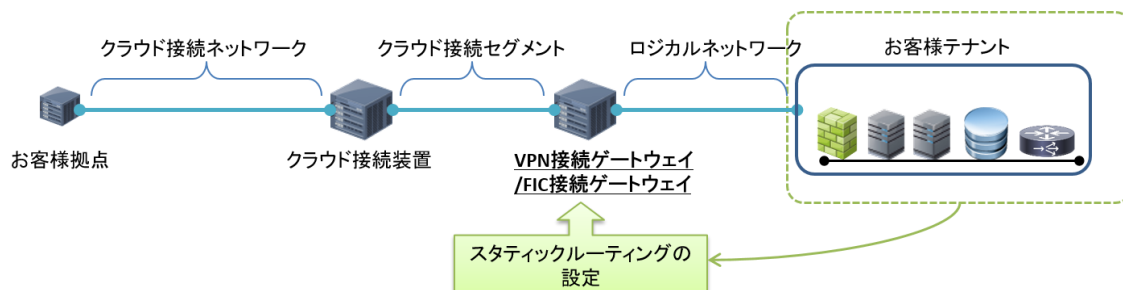 クラウド接続ネットワーク
クラウド接続セグメント
ロジカルネットワーク
お客様テナント
お客様拠点
クラウド接続装置
VPN接続ゲートウェイ
/FIC接続ゲートウェイ
スタティックルーティングの
設定